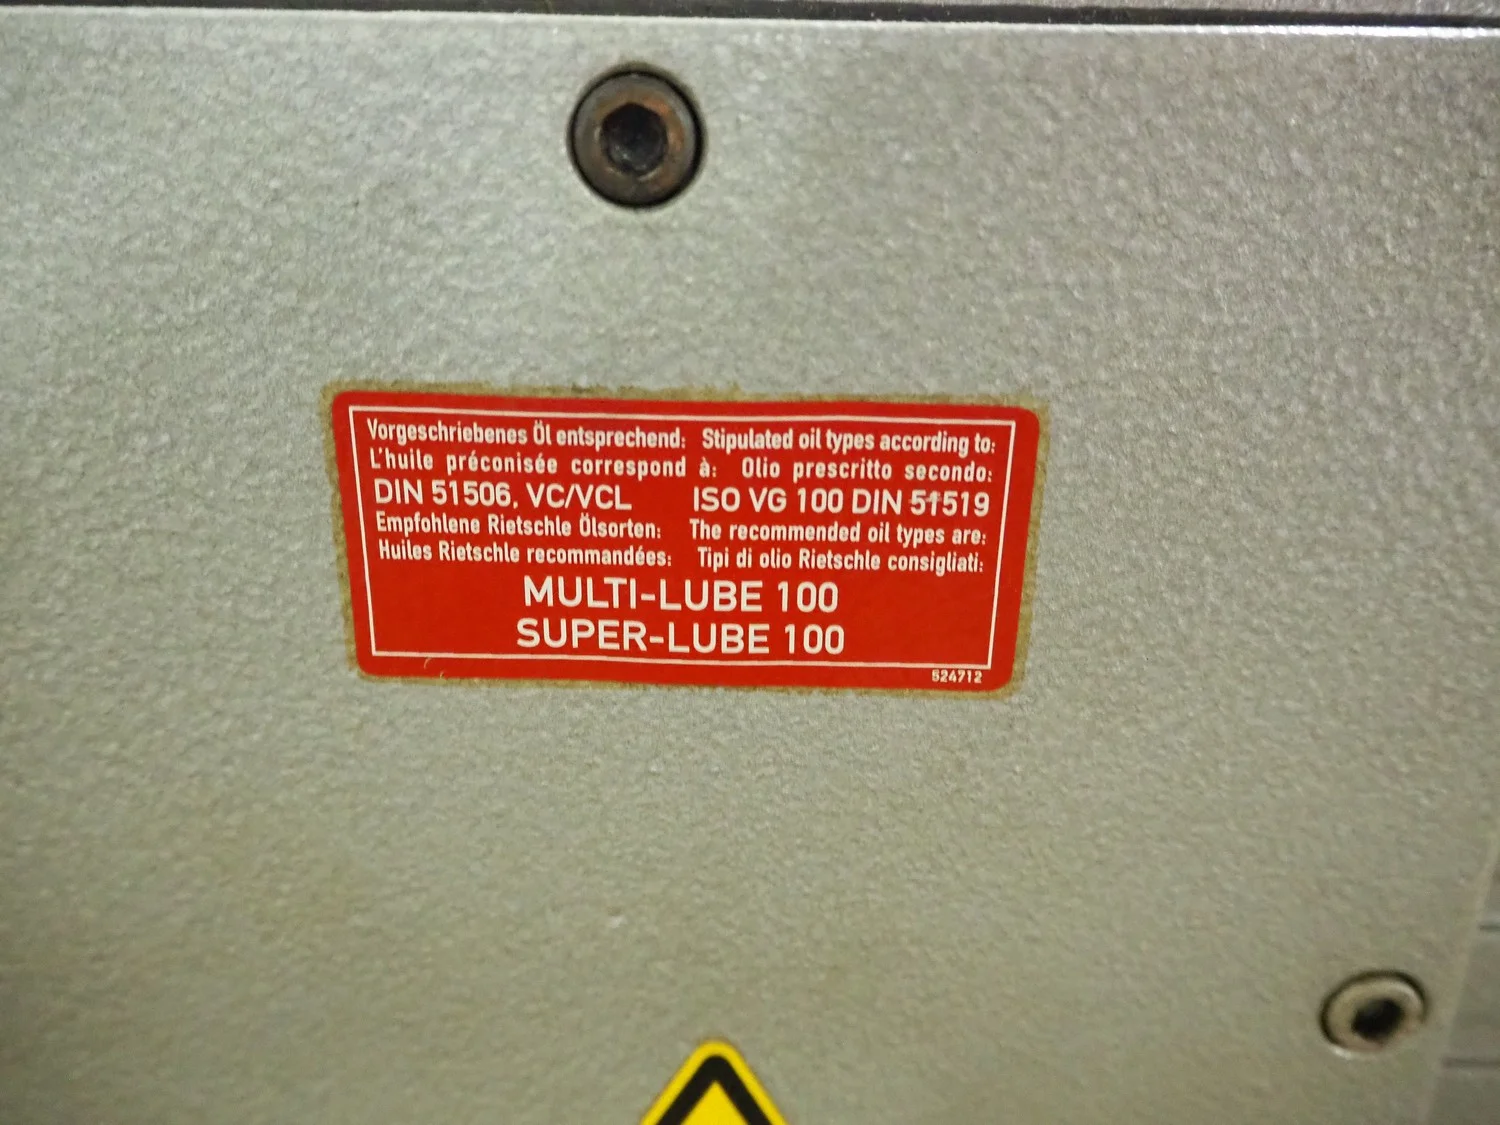 Vorgeschriebenes Öl entsprechend: Stipulated oil types according to:
L'huile préconisée correspond à: Olio prescritto secondo:
DIN 51506, VC/VCL ISO VG 100 DIN 51519
Empfohlene Rietschle Ölsorten: The recommended oil types are:
Huiles Rietschle recommandées: Tipi di olio Rietschle consigliati:
MULTI-LUBE 100
SUPER-LUBE 100
524712